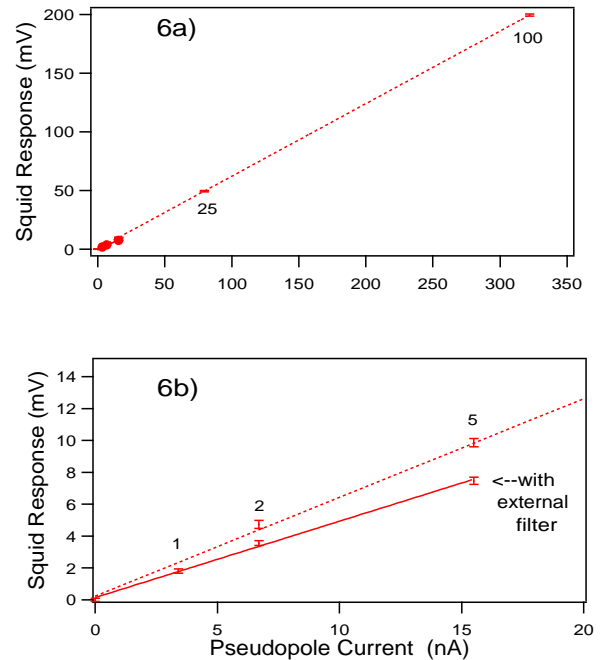 6a)
Squid Response (mV)
200
150
100
50
0
100
25
0 50 100 150 200 250 300 350
6b)
Squid Response (mV)
14
12
10
8
6
4
2
0
5
2
1
<--with
external
filter
0 5 10 15 20
Pseudopole Current (nA)